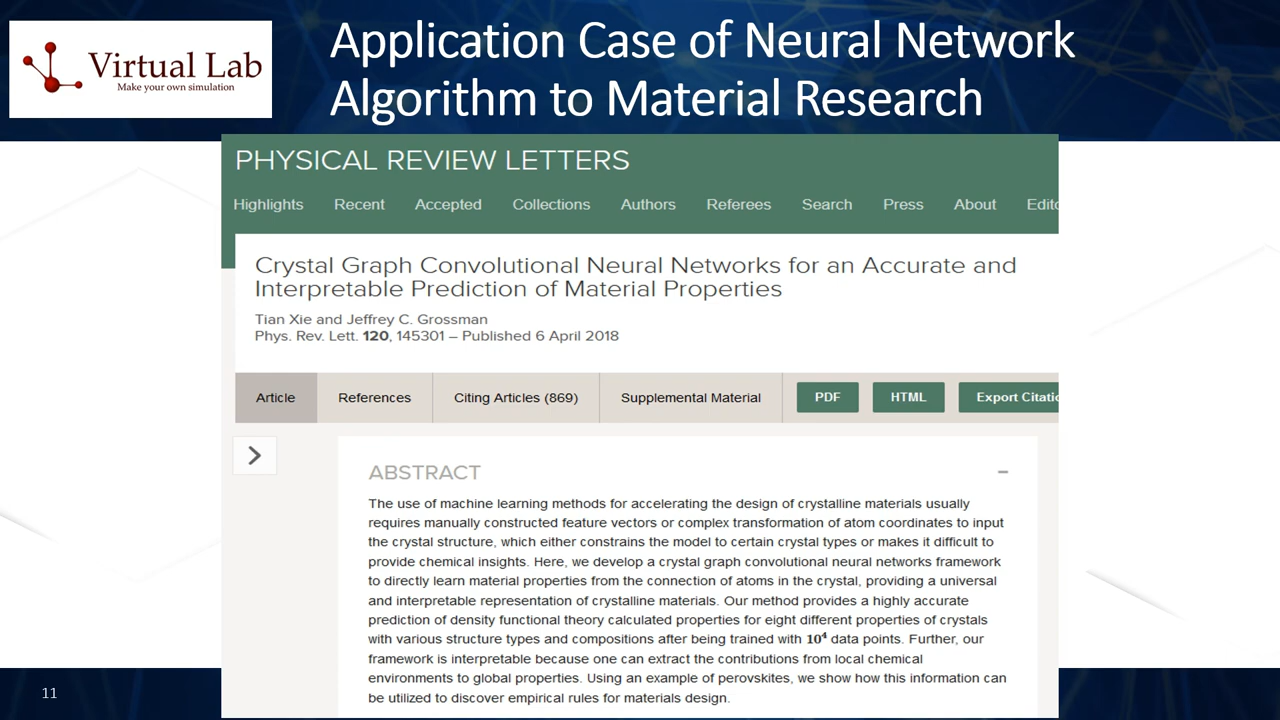 Virtual Lab
Make your own simulation
Application Case of Neural Network
Algorithm to Material Research
PHYSICAL REVIEW LETTERS
Highlights Recent Accepted Collections Authors Referees Search Press About Edito
Crystal Graph Convolutional Neural Networks for an Accurate and
Interpretable Prediction of Material Properties
Tian Xie and Jeffrey C. Grossman
Phys. Rev. Lett. 120, 145301 – Published 6 April 2018
Article References Citing Articles (869) Supplemental Material PDF HTML Export Citatio
ABSTRACT
The use of machine learning methods for accelerating the design of crystalline materials usually
requires manually constructed feature vectors or complex transformation of atom coordinates to input
the crystal structure, which either constrains the model to certain crystal types or makes it difficult to
provide chemical insights. Here, we develop a crystal graph convolutional neural networks framework
to directly learn material properties from the connection of atoms in the crystal, providing a universal
and interpretable representation of crystalline materials. Our method provides a highly accurate
prediction of density functional theory calculated properties for eight different properties of crystals
with various structure types and compositions after being trained with 10⁴ data points. Further, our
framework is interpretable because one can extract the contributions from local chemical
environments to global properties. Using an example of perovskites, we show how this information can
be utilized to discover empirical rules for materials design.
11